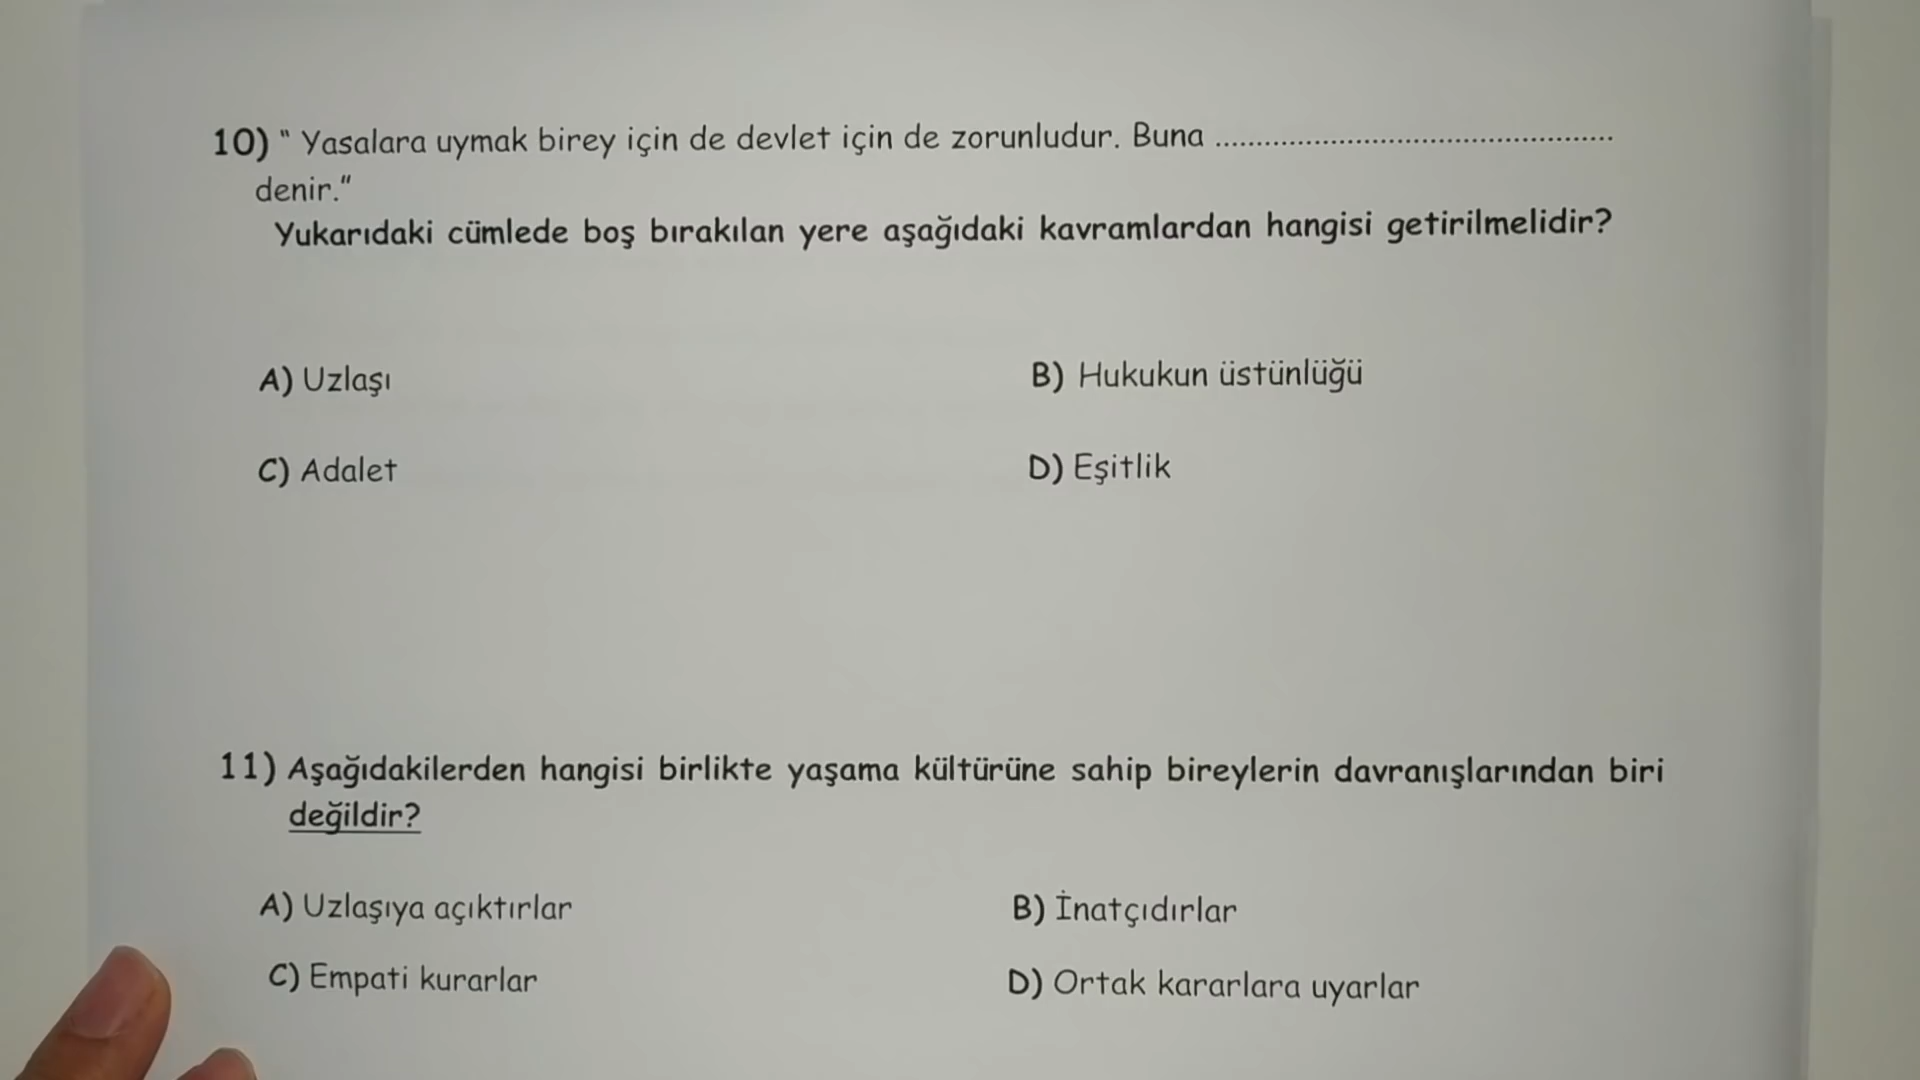 10) " Yasalara uymak birey için de devlet için de zorunludur. Buna ................................................
denir."
Yukarıdaki cümlede boş bırakılan yere aşağıdaki kavramlardan hangisi getirilmelidir?
A) Uzlaşı
B) Hukukun üstünlüğü
C) Adalet
D) Eşitlik
11) Aşağıdakilerden hangisi birlikte yaşama kültürüne sahip bireylerin davranışlarından biri
değildir?
A) Uzlaşıya açıktırlar
B) İnatçıdırlar
C) Empati kurarlar
D) Ortak kararlara uyarlar